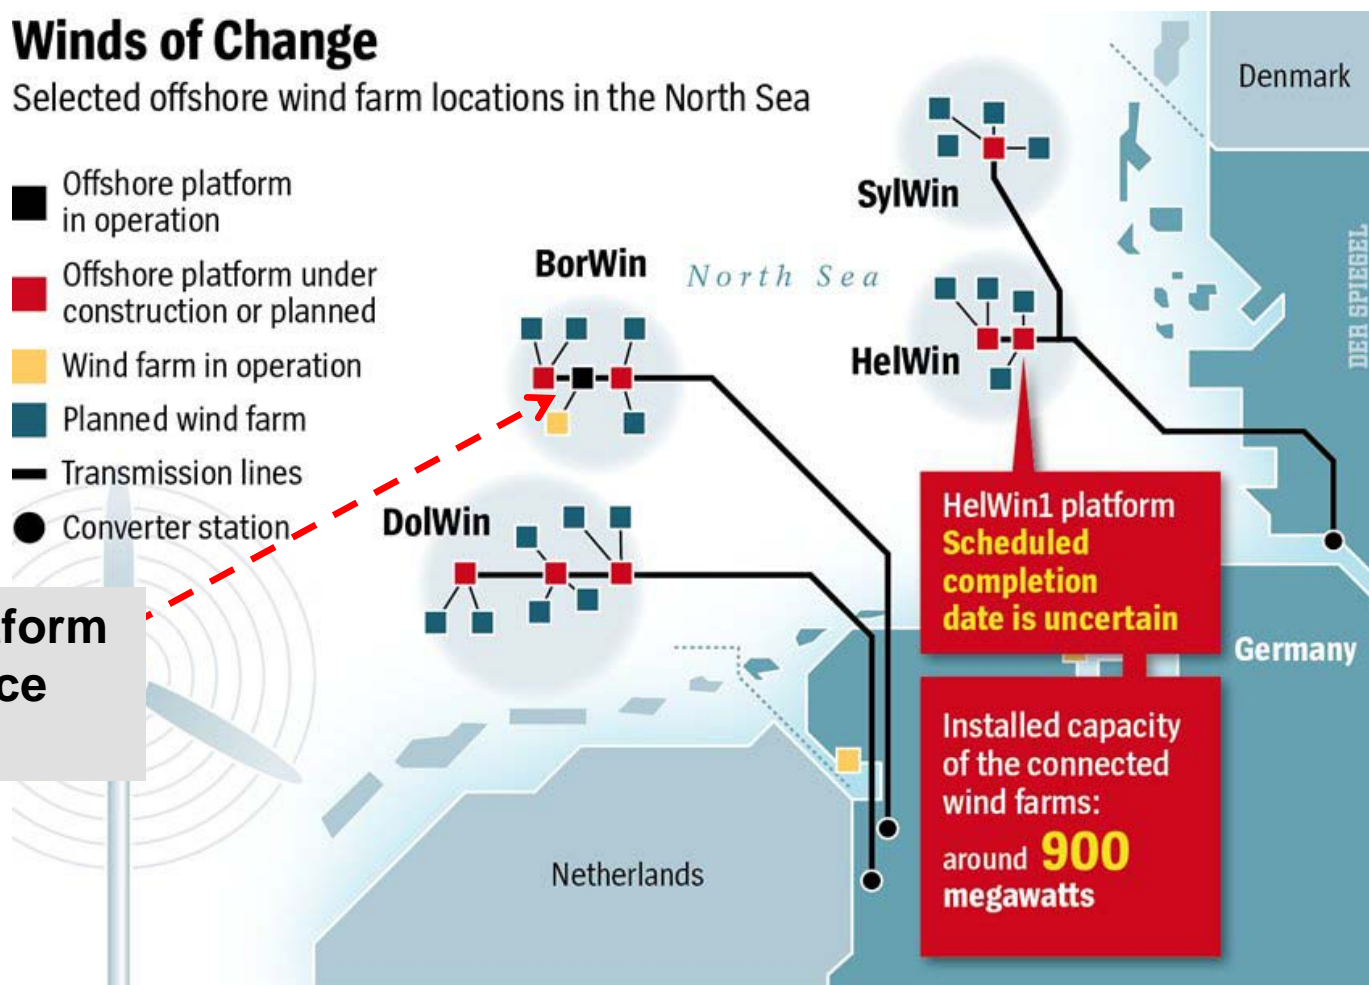 Winds of Change
Selected offshore wind farm locations in the North Sea
Offshore platform
in operation
Offshore platform under
construction or planned
Wind farm in operation
Planned wind farm
Transmission lines
Converter station
BorWin
North Sea
SylWin
HelWin
DolWin
Denmark
DER SPIEGEL
HelWin1 platform
Scheduled
completion
date is uncertain
Germany
Installed capacity
of the connected
wind farms:
around 900
megawatts
Netherlands